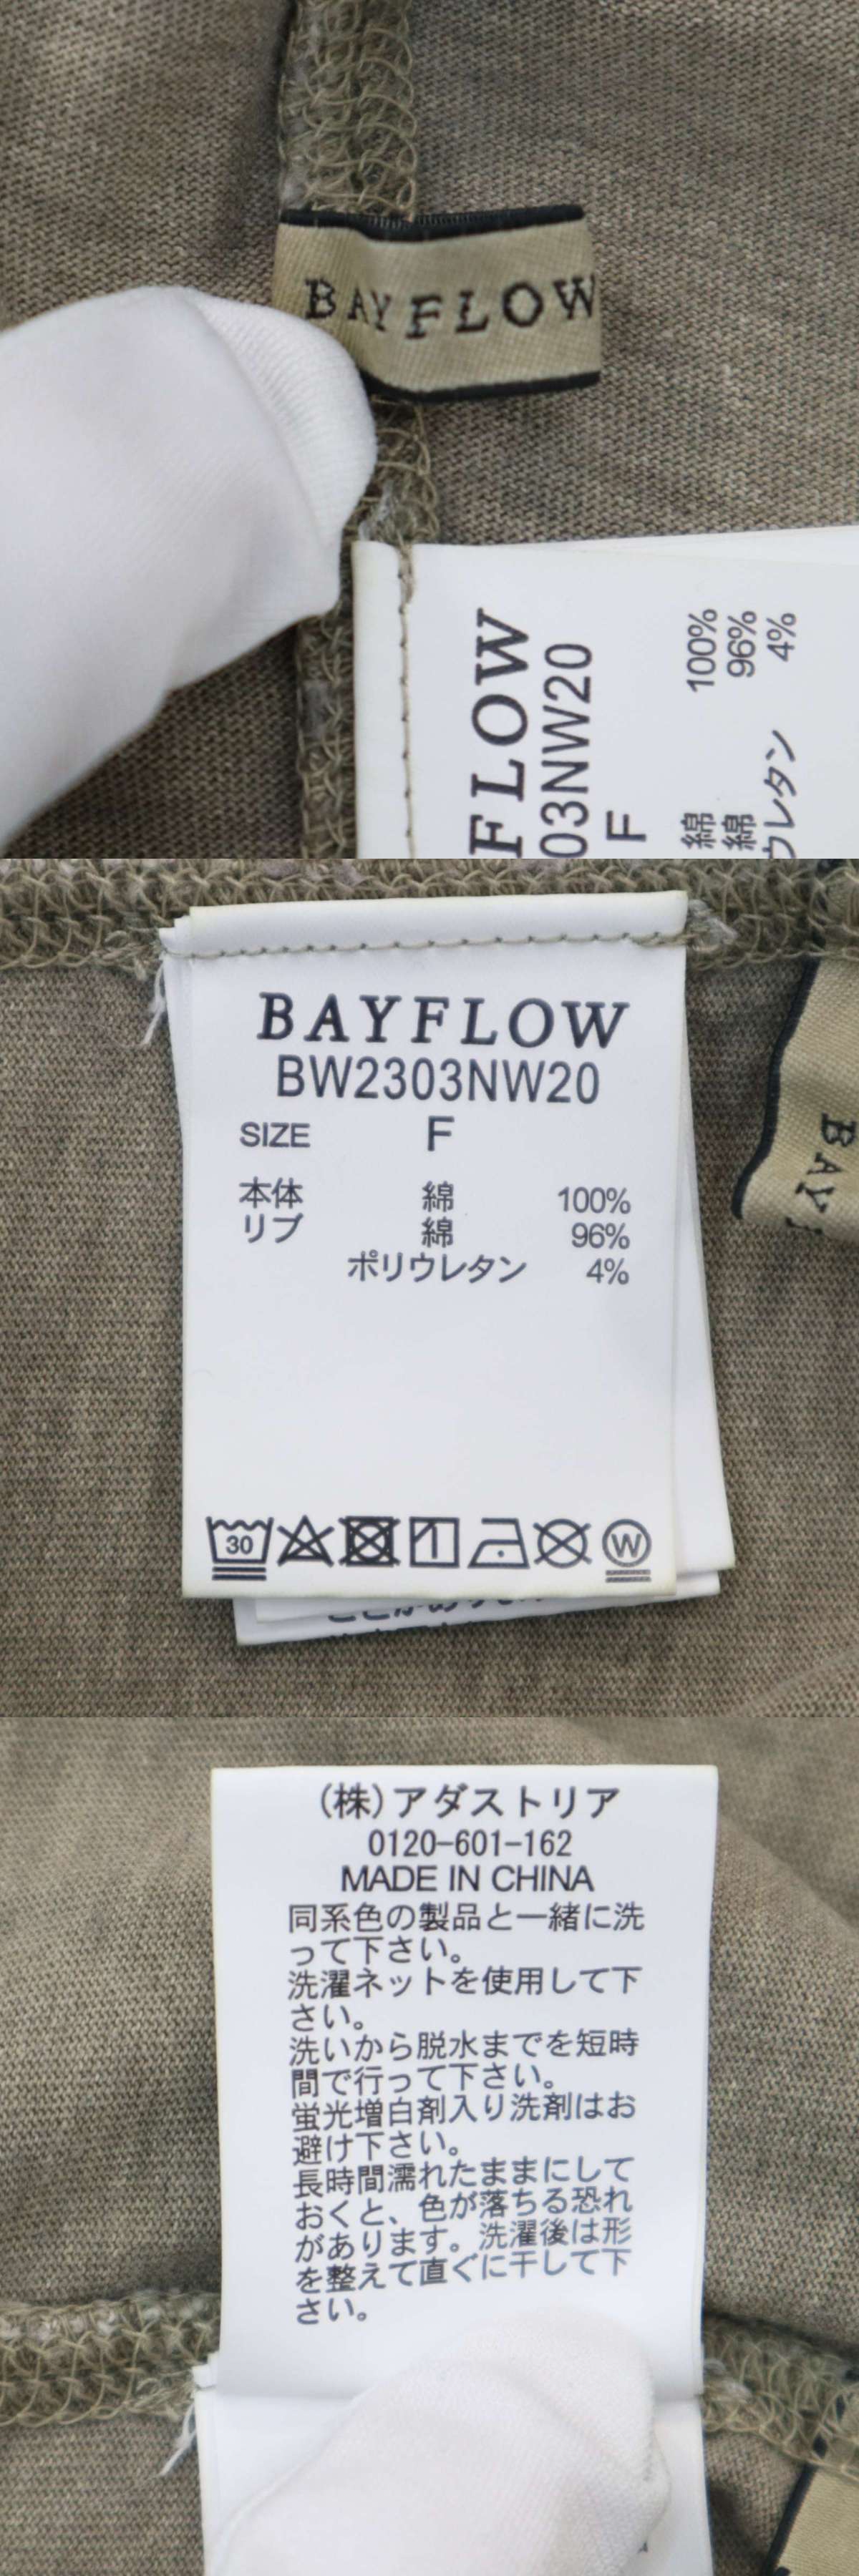 BAYFLOW
FLOW
03NW20
F
綿 100%
綿 96%
ウレタン 4%
BAYFLOW
BW2303NW20
SIZE F
本体 綿 100%
リブ 綿 96%
ポリウレタン 4%
BAY
30
W
(株)アダストリア
0120-601-162
MADE IN CHINA
同系色の製品と一緒に洗
って下さい。
洗濯ネットを使用して下
さい。
洗いから脱水までを短時
間で行って下さい。
蛍光増白剤入り洗剤はお
避け下さい。
長時間濡れたままにして
おくと、色が落ちる恐れ
があります。洗濯後は形
を整えて直ぐに干して下
さい。